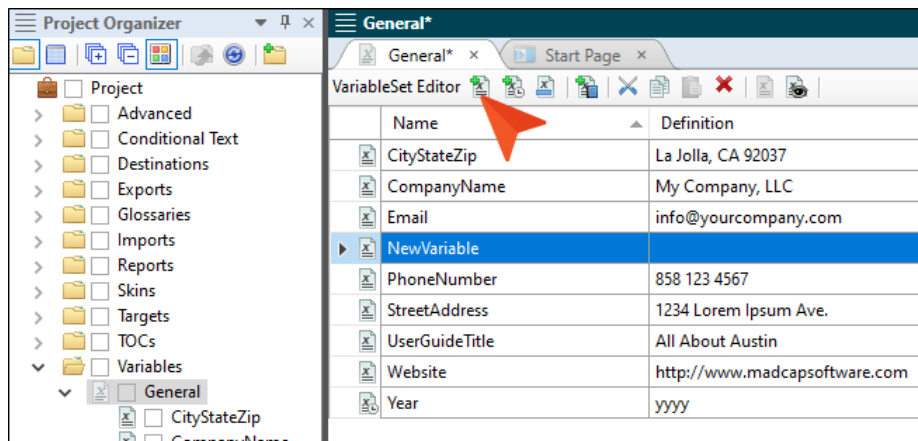 Project Organizer
General*
General*
Start Page
VariableSet Editor
Project
Advanced
Conditional Text
Destinations
Exports
Glossaries
Imports
Reports
Skins
Targets
TOCs
Variables
General
CityStateZip
CompanyName
Name Definition
CityStateZip La Jolla, CA 92037
CompanyName My Company, LLC
Email info@yourcompany.com
NewVariable
PhoneNumber 858 123 4567
StreetAddress 1234 Lorem Ipsum Ave.
UserGuideTitle All About Austin
Website http://www.madcapsoftware.com
Year yyyy